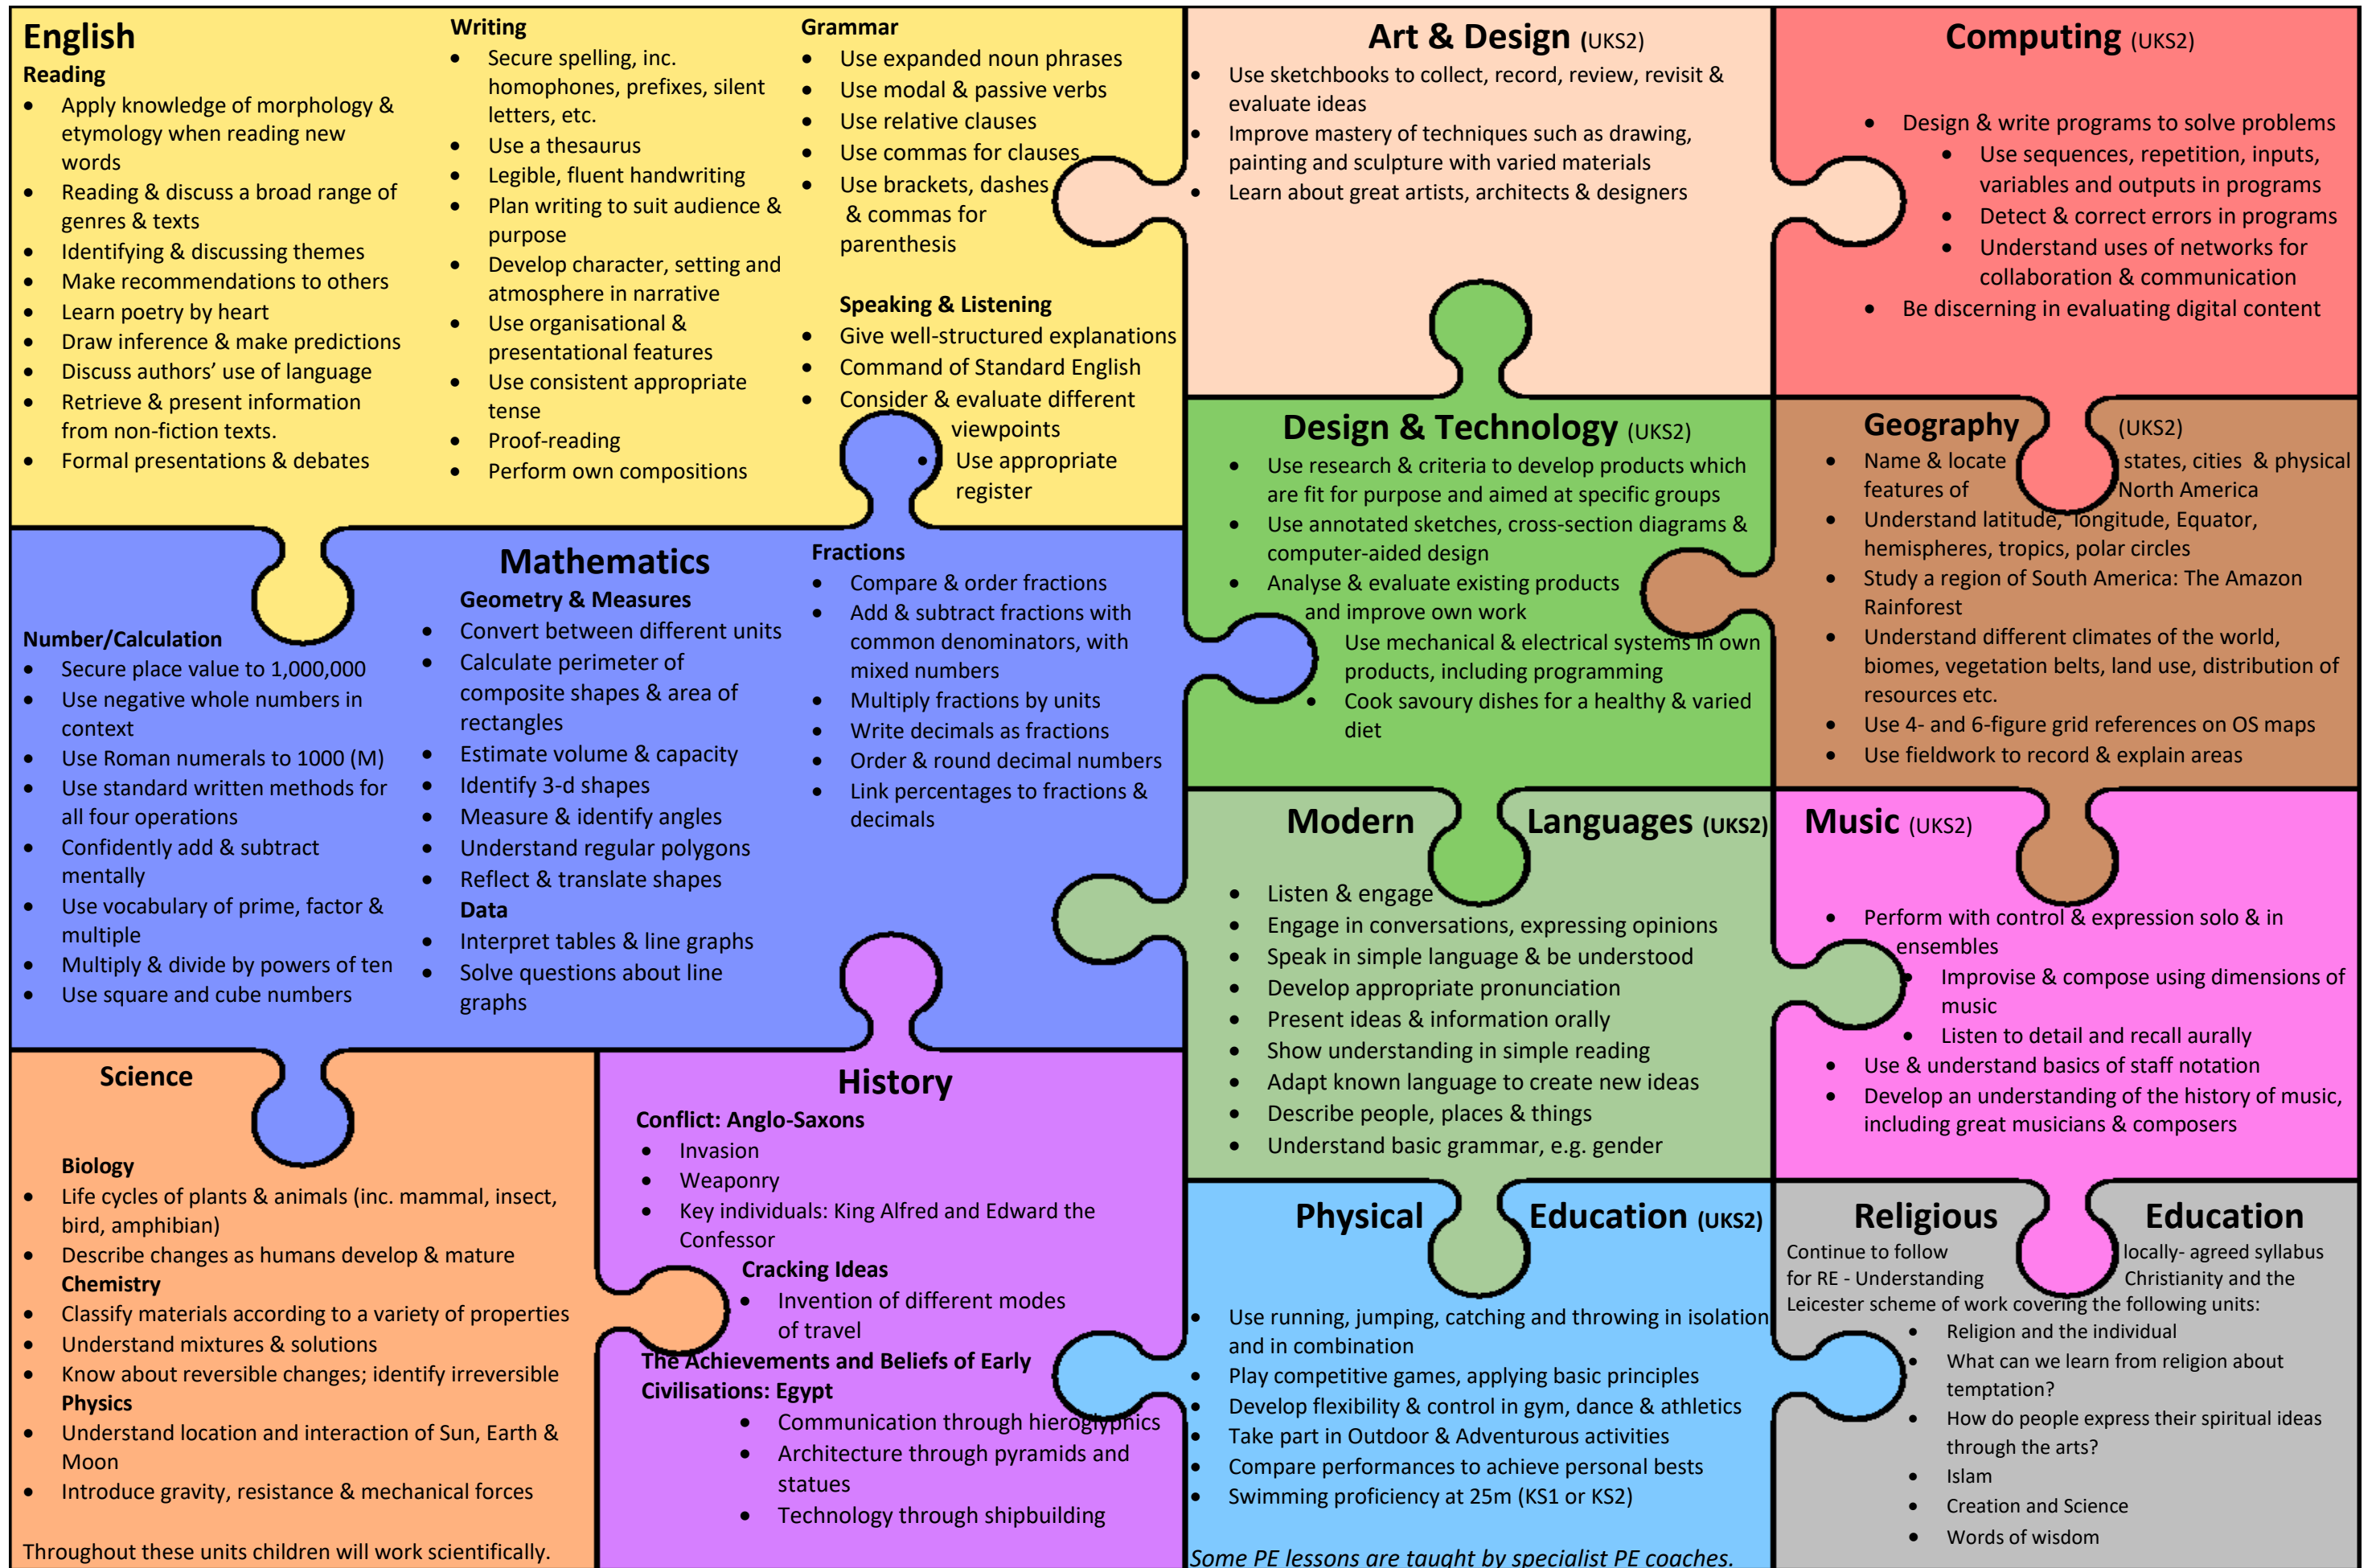 English
Reading
• Apply knowledge of morphology &
etymology when reading new
words
• Reading & discuss a broad range of
genres & texts
• Identifying & discussing themes
• Make recommendations to others
• Learn poetry by heart
• Draw inference & make predictions
• Discuss authors’ use of language
• Retrieve & present information
from non-fiction texts.
• Formal presentations & debates
Writing
• Secure spelling, inc.
homophones, prefixes, silent
letters, etc.
• Use a thesaurus
• Legible, fluent handwriting
• Plan writing to suit audience &
purpose
• Develop character, setting and
atmosphere in narrative
• Use organisational &
presentational features
• Use consistent appropriate
tense
• Proof-reading
• Perform own compositions
Grammar
• Use expanded noun phrases
• Use modal & passive verbs
• Use relative clauses
• Use commas for clauses
• Use brackets, dashes
& commas for
parenthesis
Speaking & Listening
• Give well-structured explanations
• Command of Standard English
• Consider & evaluate different
viewpoints
• Use appropriate
register
Art & Design (UKS2)
• Use sketchbooks to collect, record, review, revisit &
evaluate ideas
• Improve mastery of techniques such as drawing,
painting and sculpture with varied materials
• Learn about great artists, architects & designers
Computing (UKS2)
• Design & write programs to solve problems
• Use sequences, repetition, inputs,
variables and outputs in programs
• Detect & correct errors in programs
• Understand uses of networks for
collaboration & communication
• Be discerning in evaluating digital content
Mathematics
Number/Calculation
• Secure place value to 1,000,000
• Use negative whole numbers in
context
• Use Roman numerals to 1000 (M)
• Use standard written methods for
all four operations
• Confidently add & subtract
mentally
• Use vocabulary of prime, factor &
multiple
• Multiply & divide by powers of ten
• Use square and cube numbers
Geometry & Measures
• Convert between different units
• Calculate perimeter of
composite shapes & area of
rectangles
• Estimate volume & capacity
• Identify 3-d shapes
• Measure & identify angles
• Understand regular polygons
• Reflect & translate shapes
Data
• Interpret tables & line graphs
• Solve questions about line
graphs
Fractions
• Compare & order fractions
• Add & subtract fractions with
common denominators, with
mixed numbers
• Multiply fractions by units
• Write decimals as fractions
• Order & round decimal numbers
• Link percentages to fractions &
decimals
Design & Technology (UKS2)
• Use research & criteria to develop products which
are fit for purpose and aimed at specific groups
• Use annotated sketches, cross-section diagrams &
computer-aided design
• Analyse & evaluate existing products
and improve own work
Use mechanical & electrical systems in own
products, including programming
• Cook savoury dishes for a healthy & varied
diet
Geography (UKS2)
• Name & locate states, cities & physical
features of North America
• Understand latitude, longitude, Equator,
hemispheres, tropics, polar circles
• Study a region of South America: The Amazon
Rainforest
• Understand different climates of the world,
biomes, vegetation belts, land use, distribution of
resources etc.
• Use 4- and 6-figure grid references on OS maps
• Use fieldwork to record & explain areas
Modern Languages (UKS2)
• Listen & engage
• Engage in conversations, expressing opinions
• Speak in simple language & be understood
• Develop appropriate pronunciation
• Present ideas & information orally
• Show understanding in simple reading
• Adapt known language to create new ideas
• Describe people, places & things
• Understand basic grammar, e.g. gender
Music (UKS2)
• Perform with control & expression solo & in
ensembles
• Improvise & compose using dimensions of
music
• Listen to detail and recall aurally
• Use & understand basics of staff notation
• Develop an understanding of the history of music,
including great musicians & composers
Science
Biology
• Life cycles of plants & animals (inc. mammal, insect,
bird, amphibian)
• Describe changes as humans develop & mature
Chemistry
• Classify materials according to a variety of properties
• Understand mixtures & solutions
• Know about reversible changes; identify irreversible
Physics
• Understand location and interaction of Sun, Earth &
Moon
• Introduce gravity, resistance & mechanical forces
Throughout these units children will work scientifically.
History
Conflict: Anglo-Saxons
• Invasion
• Weaponry
• Key individuals: King Alfred and Edward the
Confessor
Cracking Ideas
• Invention of different modes
of travel
The Achievements and Beliefs of Early
Civilisations: Egypt
• Communication through hieroglyphics
• Architecture through pyramids and
statues
• Technology through shipbuilding
Physical Education (UKS2)
• Use running, jumping, catching and throwing in isolation
and in combination
• Play competitive games, applying basic principles
• Develop flexibility & control in gym, dance & athletics
• Take part in Outdoor & Adventurous activities
• Compare performances to achieve personal bests
• Swimming proficiency at 25m (KS1 or KS2)
Some PE lessons are taught by specialist PE coaches.
Religious Education
Continue to follow locally- agreed syllabus
for RE - Understanding Christianity and the
Leicester scheme of work covering the following units:
• Religion and the individual
• What can we learn from religion about
temptation?
• How do people express their spiritual ideas
through the arts?
• Islam
• Creation and Science
• Words of wisdom